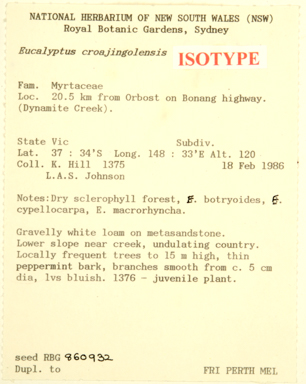 NATIONAL HERBARIUM OF NEW SOUTH WALES (NSW)
Royal Botanic Gardens, Sydney
Eucalyptus croajingolensis ISOTYPE
Fam. Myrtaceae
Loc. 20.5 km from Orbost on Bonang highway.
(Dynamite Creek).
State Vic Subdiv.
Lat. 37 : 34'S Long. 148 : 33'E Alt. 120
Coll. K. Hill 1375 18 Feb 1986
L.A.S. Johnson
Notes:Dry sclerophyll forest, E. botryoides, E.
cypellocarpa, E. macrorhyncha.
Gravelly white loam on metasandstone.
Lower slope near creek, undulating country.
Locally frequent trees to 15 m high, thin
peppermint bark, branches smooth from c. 5 cm
dia, lvs bluish. 1376 - juvenile plant.
seed RBG 860932
Dupl. to FRI PERTH MEL